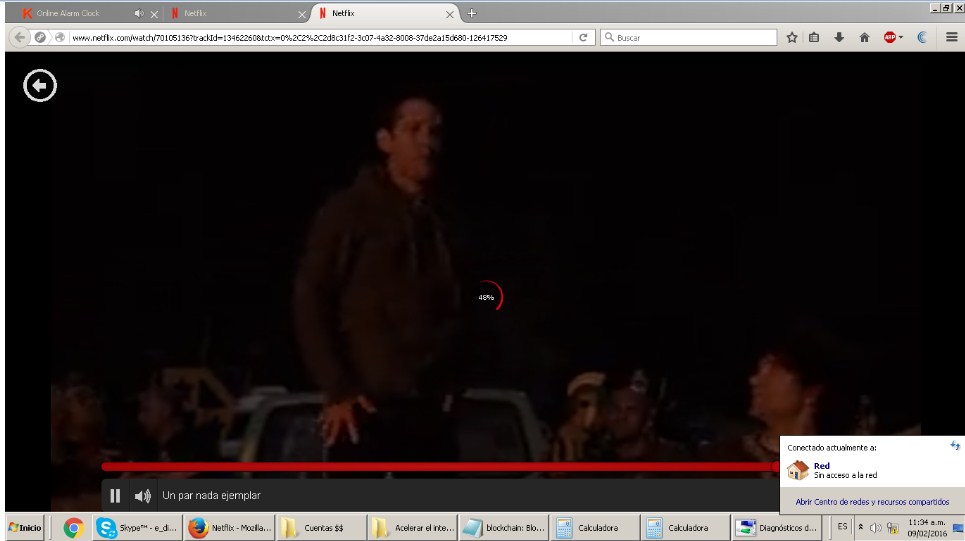 Online Alarm Clock
Netflix
Netflix
www.netflix.com/watch/70105136?trackId=13462260&tctx=0%2C2%2Cd8c31f2-3c07-4a32-8008-37de2a15d680-126417529
Buscar
ABP
48%
Conectado actualmente a:
Red
Sin acceso a la red
Abrir Centro de redes y recursos compartidos
Un par nada ejemplar
Inicio
Skype™ - e_di...
Netflix - Mozilla...
Cuentas $$
Acelerar el inte...
blockchain: Blo...
Calculadora
Calculadora
Diagnósticos d...
ES
11:34 a.m.
09/02/2016